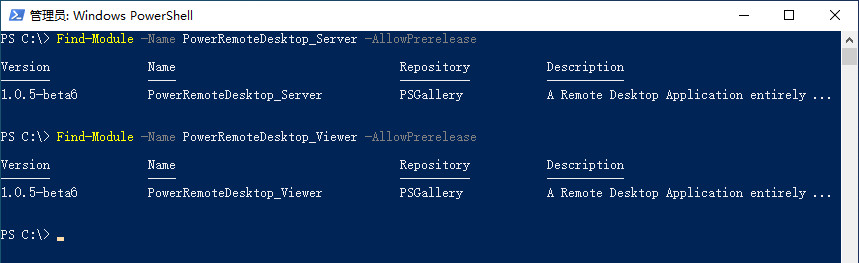 管理员: Windows PowerShell
PS C:\> Find-Module -Name PowerRemoteDesktop_Server -AllowPrerelease
Version Name Repository Description
1.0.5-beta6 PowerRemoteDesktop_Server PSGallery A Remote Desktop Application entirely ...
PS C:\> Find-Module -Name PowerRemoteDesktop_Viewer -AllowPrerelease
Version Name Repository Description
1.0.5-beta6 PowerRemoteDesktop_Viewer PSGallery A Remote Desktop Application entirely ...
PS C:\>